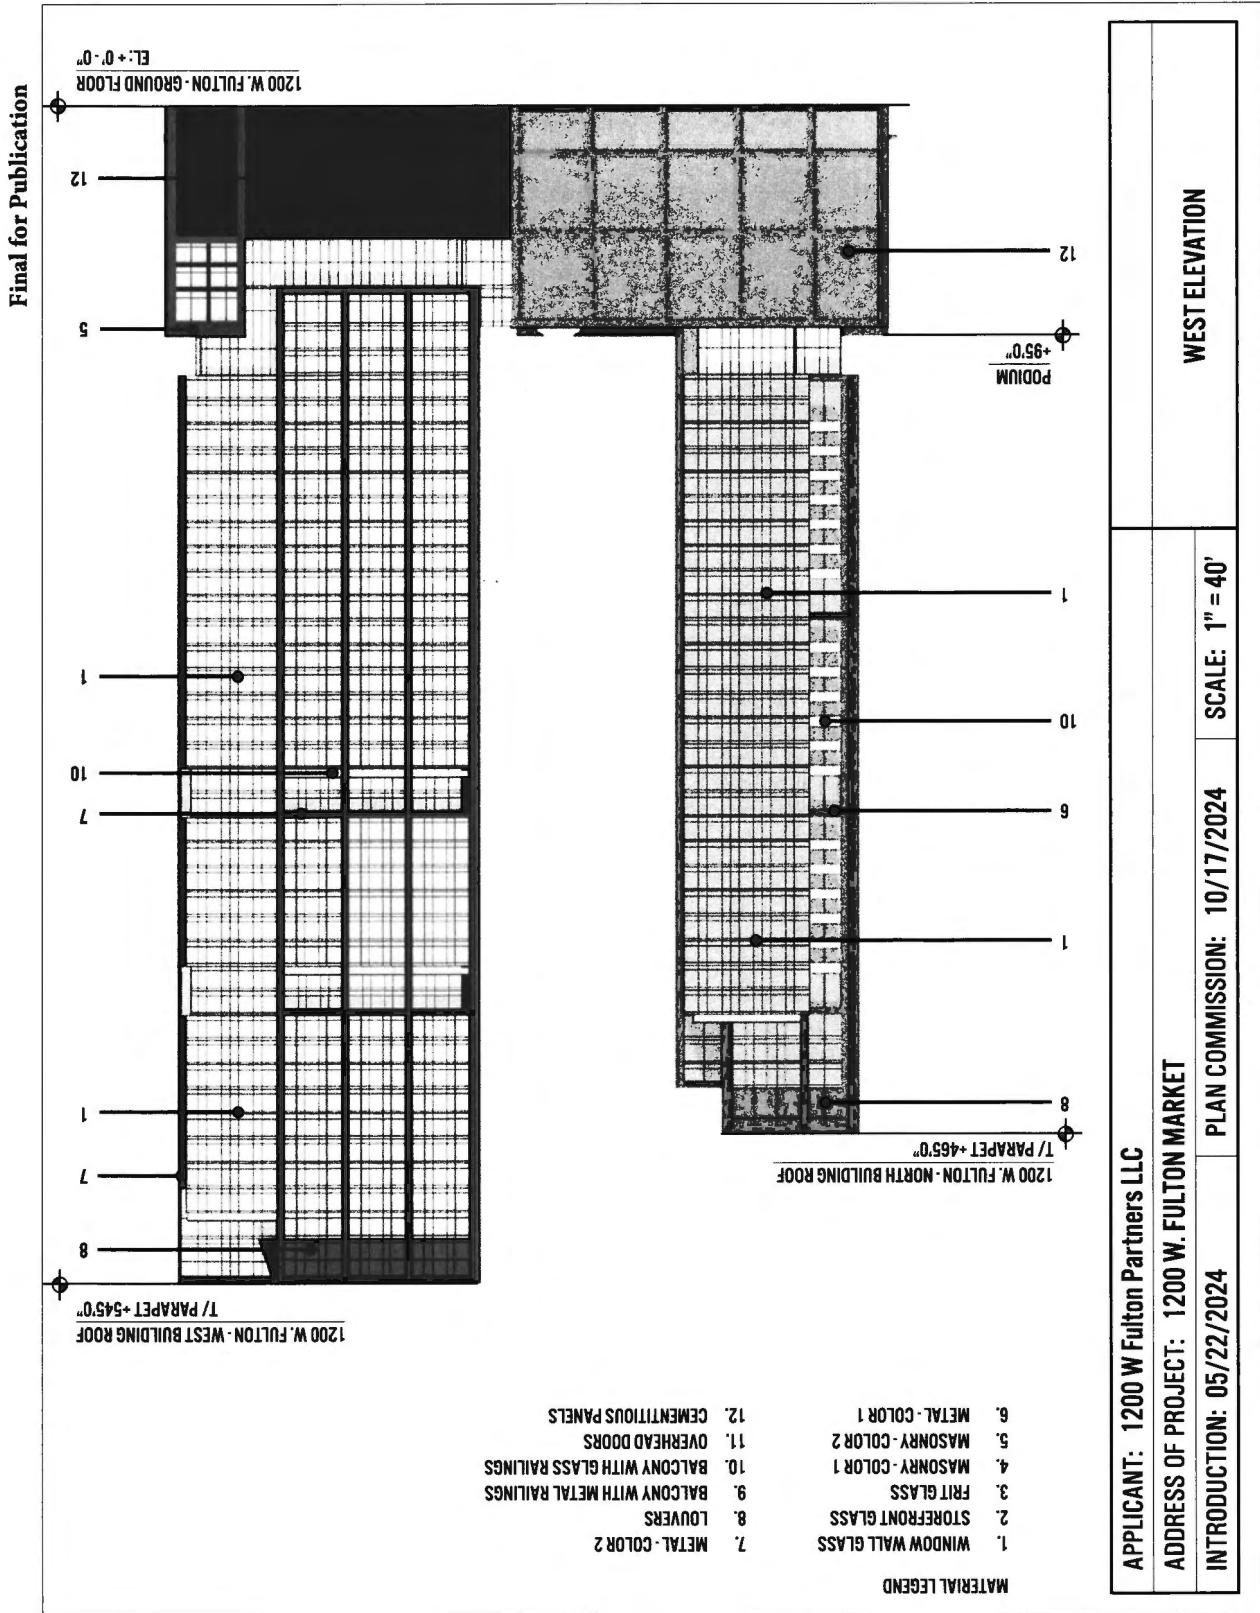 Final for Publication
MATERIAL LEGEND
1. WINDOW WALL GLASS
2. STOREFRONT GLASS
3. FRIT GLASS
4. MASONRY - COLOR 1
5. MASONRY - COLOR 2
6. METAL - COLOR 1
7. METAL - COLOR 2
8. LOUVERS
9. BALCONY WITH METAL RAILINGS
10. BALCONY WITH GLASS RAILINGS
11. OVERHEAD DOORS
12. CEMENTITIOUS PANELS
1200 W. FULTON - WEST BUILDING ROOF
T/ PARAPET +545'0"
8
7
1
7
10
1
5
12
1200 W. FULTON - GROUND FLOOR
EL: + 0' - 0"
1200 W. FULTON - NORTH BUILDING ROOF
T/ PARAPET +465'0"
8
1
6
10
1
PODIUM
+95'0"
12
APPLICANT: 1200 W Fulton Partners LLC
ADDRESS OF PROJECT: 1200 W. FULTON MARKET
INTRODUCTION: 05/22/2024
PLAN COMMISSION: 10/17/2024
SCALE: 1" = 40'
WEST ELEVATION